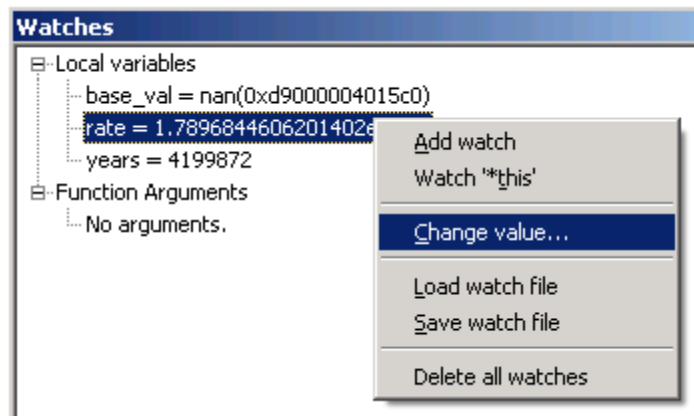 Watches
Local variables
base_val = nan(0xd9000004015c0)
rate = 1.7896844606201402e
years = 4199872
Function Arguments
No arguments.
Add watch
Watch '*this'
Change value...
Load watch file
Save watch file
Delete all watches